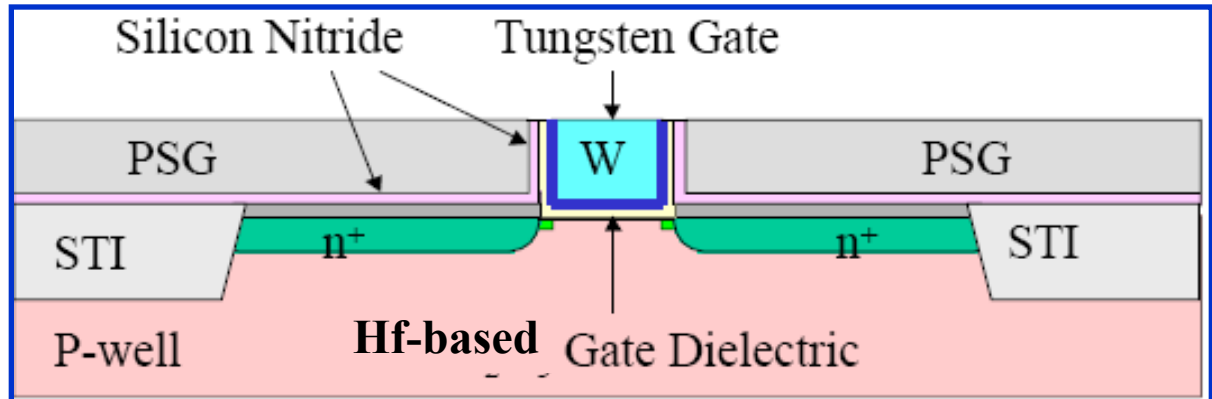 Silicon Nitride Tungsten Gate
PSG W PSG
STI n⁺ n⁺ STI
P-well Hf-based Gate Dielectric